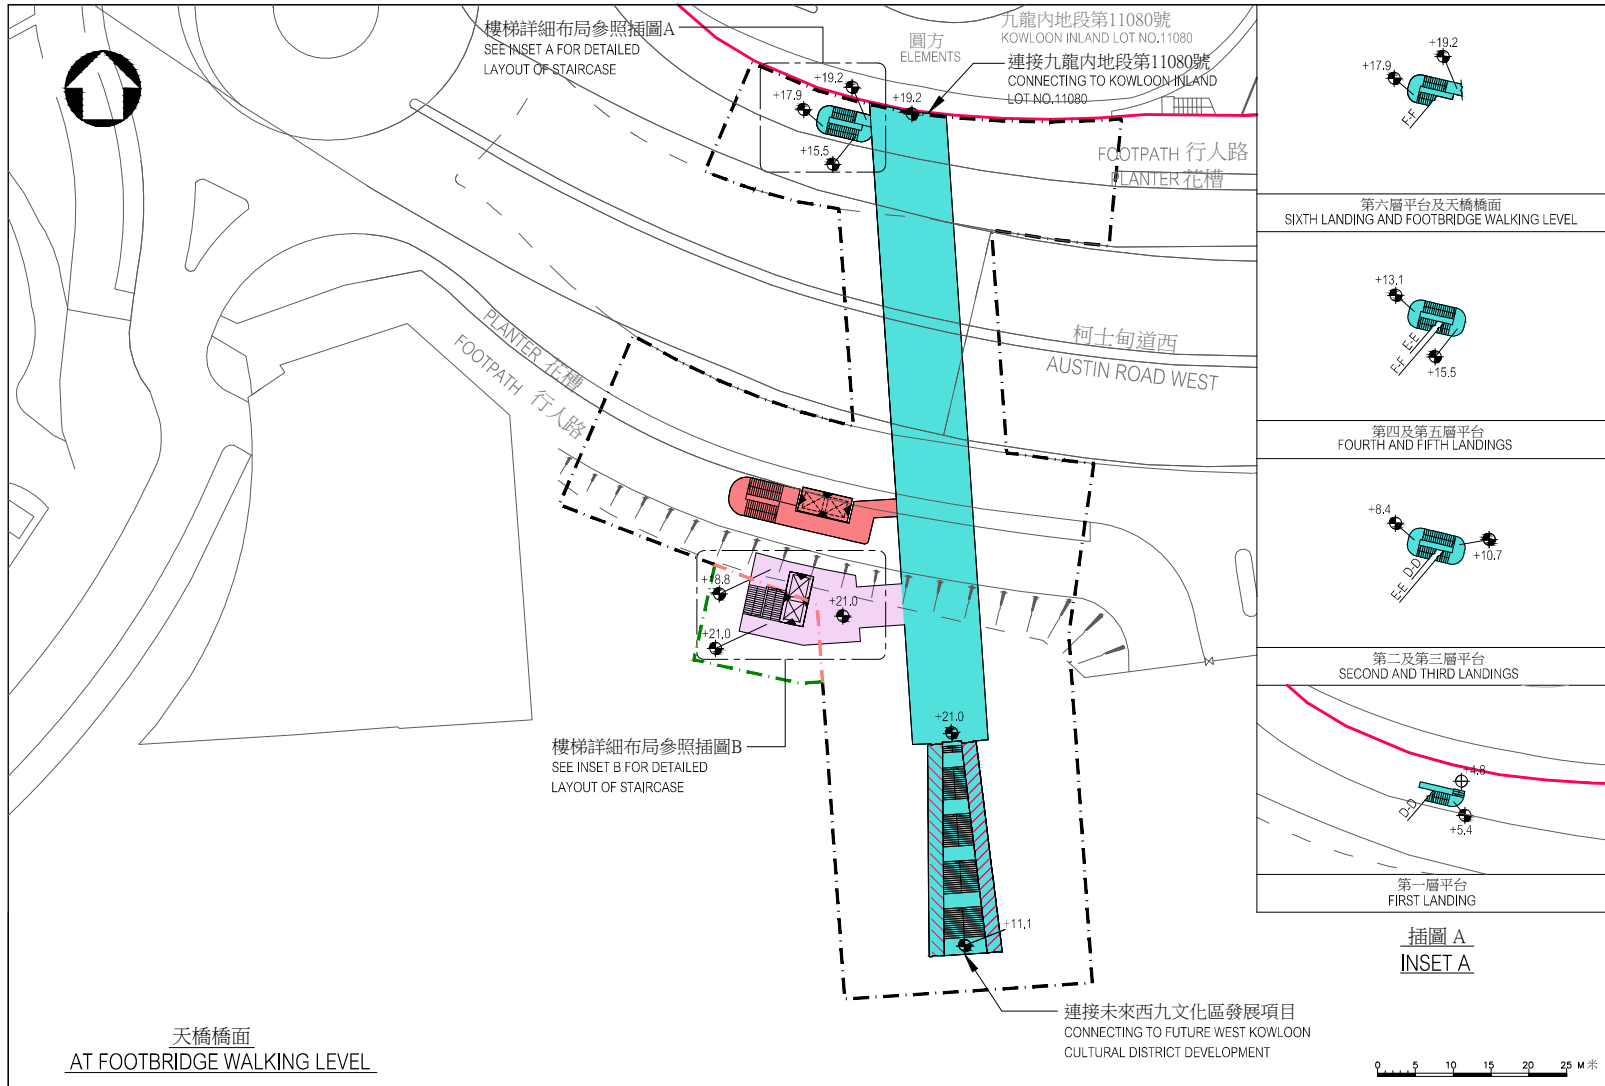 樓梯詳細布局參照插圖A
SEE INSET A FOR DETAILED
LAYOUT OF STAIRCASE
圓方
ELEMENTS
九龍內地段第11080號
KOWLOON INLAND LOT NO.11080
連接九龍內地段第11080號
CONNECTING TO KOWLOON INLAND
LOT NO.11080
+19.2
+17.9
+19.2
+15.5
FOOTPATH 行人路
PLANTER 花槽
柯士甸道西
AUSTIN ROAD WEST
PLANTER 花槽
FOOTPATH 行人路
+18.8
+21.0
+21.0
+21.0
樓梯詳細布局參照插圖B
SEE INSET B FOR DETAILED
LAYOUT OF STAIRCASE
+11.1
連接未來西九文化區發展項目
CONNECTING TO FUTURE WEST KOWLOON
CULTURAL DISTRICT DEVELOPMENT
天橋橋面
AT FOOTBRIDGE WALKING LEVEL
+19.2
+17.9
F-F
第六層平台及天橋橋面
SIXTH LANDING AND FOOTBRIDGE WALKING LEVEL
+13.1
F-F E-E
+15.5
第四及第五層平台
FOURTH AND FIFTH LANDINGS
+8.4
+10.7
E-E D-D
第二及第三層平台
SECOND AND THIRD LANDINGS
+4.8
D-D
+5.4
第一層平台
FIRST LANDING
插圖 A
INSET A
0 5 10 15 20 25 M 米